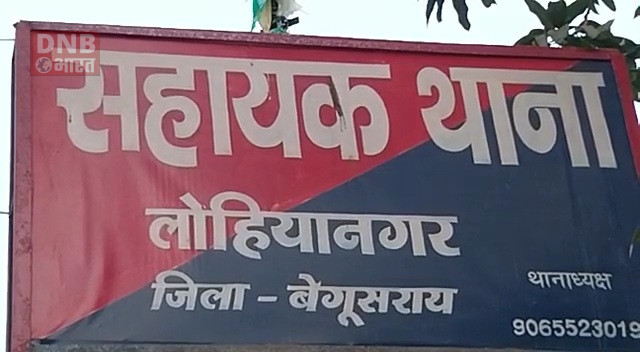 DNB
भारत
सहायक थाना
लोहियानगर
जिला - बेगूसराय
थानाध्यक्ष
9065523019